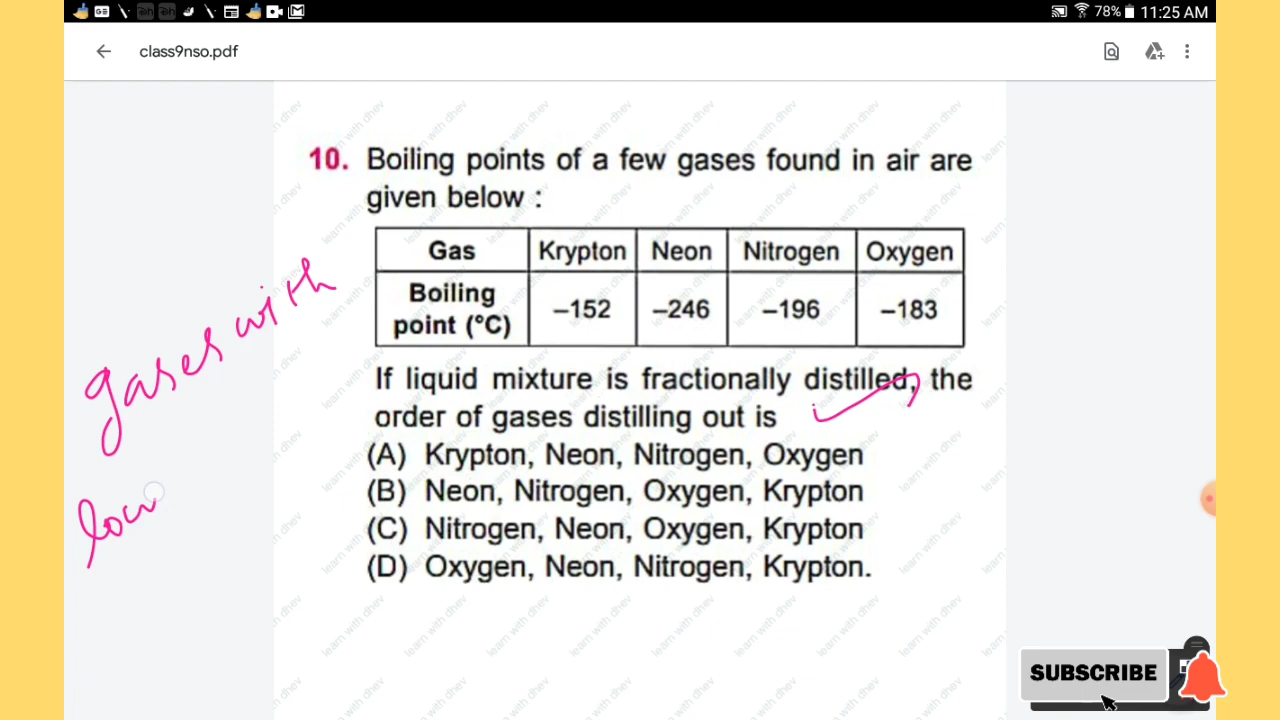 78% 11:25 AM
class9nso.pdf
10. Boiling points of a few gases found in air are
given below :
Gas Krypton Neon Nitrogen Oxygen
Boiling
point (°C) –152 –246 –196 –183
If liquid mixture is fractionally distilled, the
order of gases distilling out is
(A) Krypton, Neon, Nitrogen, Oxygen
(B) Neon, Nitrogen, Oxygen, Krypton
(C) Nitrogen, Neon, Oxygen, Krypton
(D) Oxygen, Neon, Nitrogen, Krypton.
gases with
low
learn with dhev
SUBSCRIBE